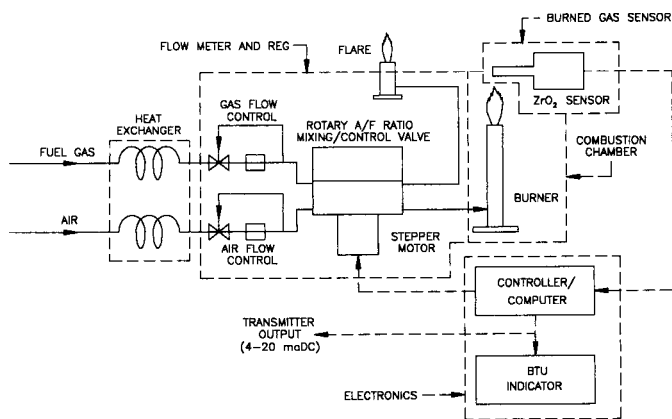 BURNED GAS SENSOR
FLOW METER AND REG
FLARE
ZrO₂ SENSOR
HEAT
EXCHANGER
GAS FLOW
CONTROL
ROTARY A/F RATIO
MIXING/CONTROL VALVE
COMBUSTION
CHAMBER
FUEL GAS
BURNER
AIR
AIR FLOW
CONTROL
STEPPER
MOTOR
CONTROLLER/
COMPUTER
TRANSMITTER
OUTPUT
(4-20 maDC)
BTU
INDICATOR
ELECTRONICS